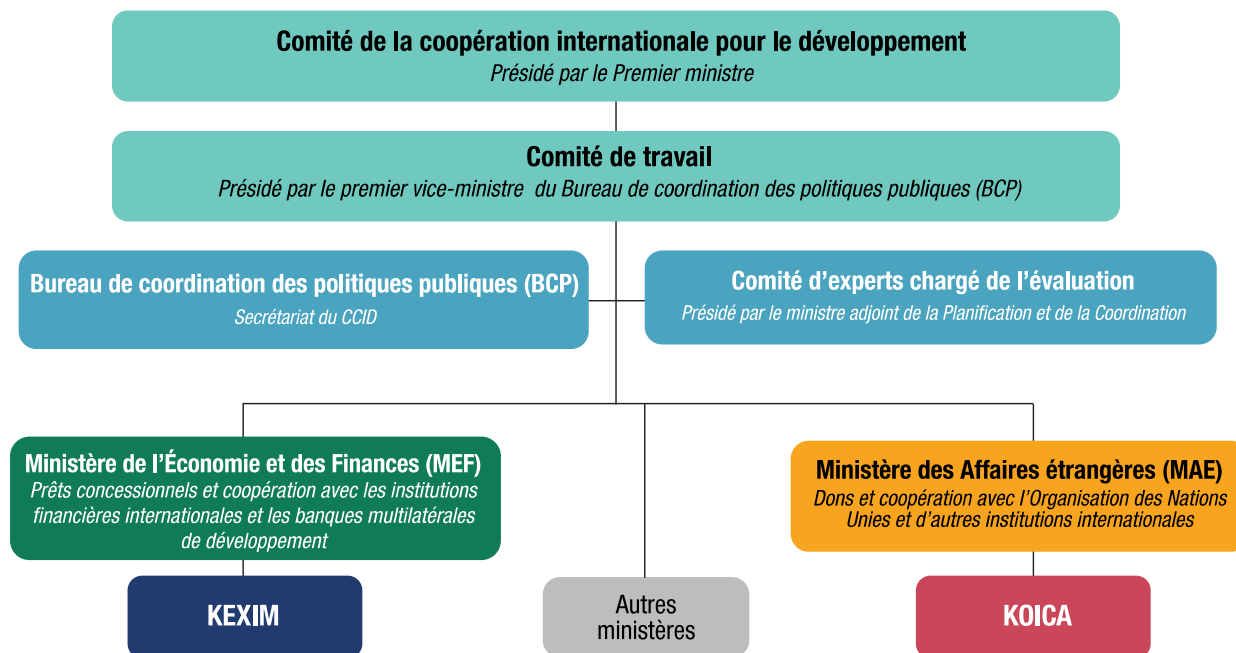 Comité de la coopération internationale pour le développement
Présidé par le Premier ministre
Comité de travail
Présidé par le premier vice-ministre du Bureau de coordination des politiques publiques (BCP)
Bureau de coordination des politiques publiques (BCP)
Secrétariat du CCID
Comité d’experts chargé de l’évaluation
Présidé par le ministre adjoint de la Planification et de la Coordination
Ministère de l’Économie et des Finances (MEF)
Prêts concessionnels et coopération avec les institutions
financières internationales et les banques multilatérales
de développement
Ministère des Affaires étrangères (MAE)
Dons et coopération avec l’Organisation des Nations
Unies et d’autres institutions internationales
KEXIM
Autres
ministères
KOICA